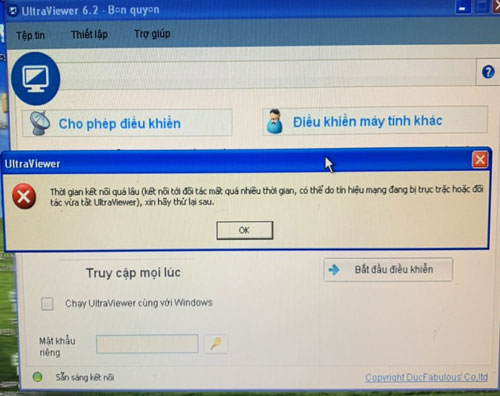 UltraViewer 6.2 - B¤n quy¤n
Tệp tin Thiết lập Trợ giúp
Cho phép điều khiển Điều khiển máy tính khác
UltraViewer
Thời gian kết nối quá lâu (kết nối tới đối tác mất quá nhiều thời gian, có thể do tín hiệu mạng đang bị trục trặc hoặc đối
tác vừa tắt UltraViewer), xin hãy thử lại sau.
OK
Truy cập mọi lúc Bắt đầu điều khiển
Chạy UltraViewer cùng với Windows
Mật khẩu
riêng
Sẵn sàng kết nối Copyright DucFabulous' Co,ltd